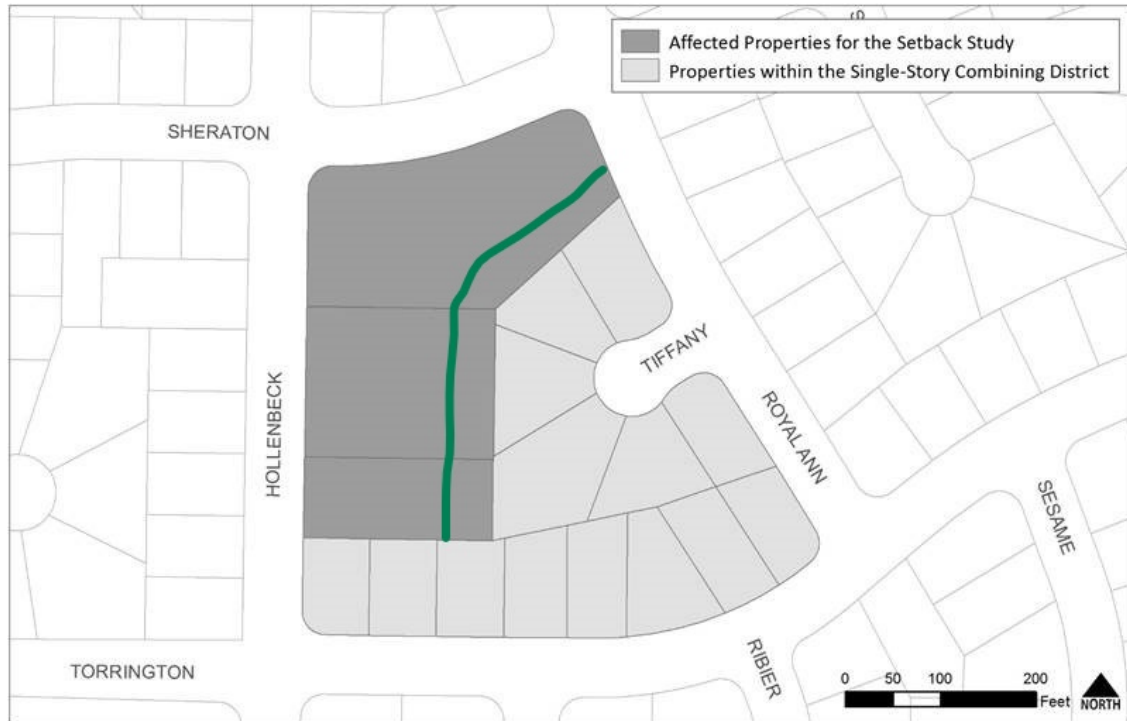 Affected Properties for the Setback Study
Properties within the Single-Story Combining District
SHERATON
HOLLENBECK
TIFFANY
ROYAL ANN
SESAME
TORRINGTON
RIBIER
0 50 100 200
Feet
NORTH